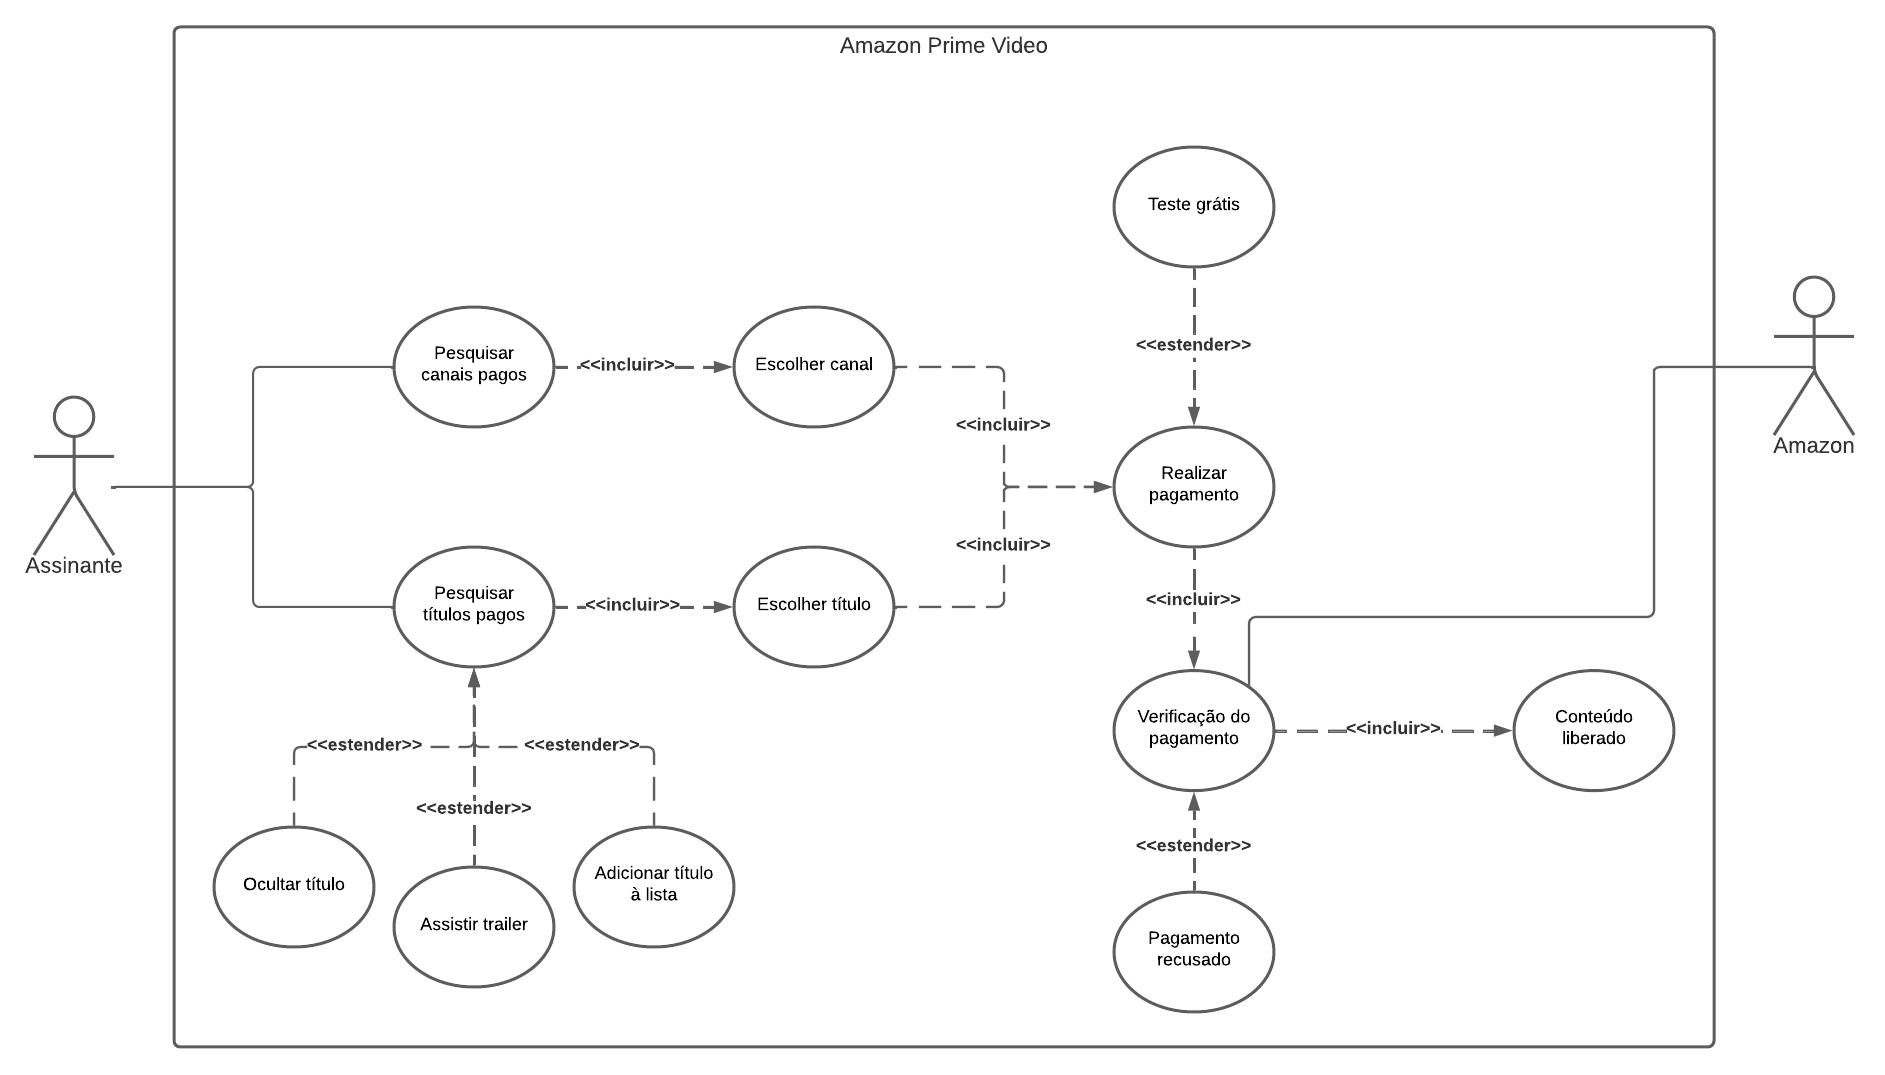 Amazon Prime Video
Teste grátis
<<estender>>
Pesquisar
canais pagos
<<incluir>>
Escolher canal
<<incluir>>
Amazon
Realizar
pagamento
<<incluir>>
Assinante
Pesquisar
títulos pagos
<<incluir>>
Escolher título
<<incluir>>
Verificação do
pagamento
<<incluir>>
Conteúdo
liberado
<<estender>>
<<estender>>
<<estender>>
<<estender>>
Ocultar título
Assistir trailer
Adicionar título
à lista
Pagamento
recusado